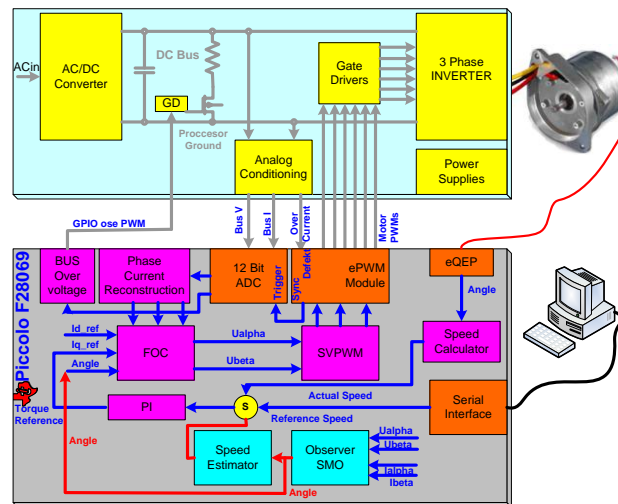 ACin
AC/DC
Converter
DC Bus
GD
Proccesor
Ground
Gate
Drivers
3 Phase
INVERTER
Analog
Conditioning
Power
Supplies
GPIO ose PWM
Bus V
Bus I
Over
Current
Motor
PWMs
Piccolo F28069
BUS
Over
voltage
Phase
Current
Reconstruction
12 Bit
ADC
Trigger
Sync
Defekt
ePWM
Module
eQEP
Angle
Id_ref
Iq_ref
Angle
FOC
Ualpha
Ubeta
SVPWM
Speed
Calculator
Actual Speed
Torque
Reference
PI
S
Reference Speed
Serial
Interface
Angle
Speed
Estimator
Observer
SMO
Ualpha
Ubeta
Ialpha
Ibeta
Angle